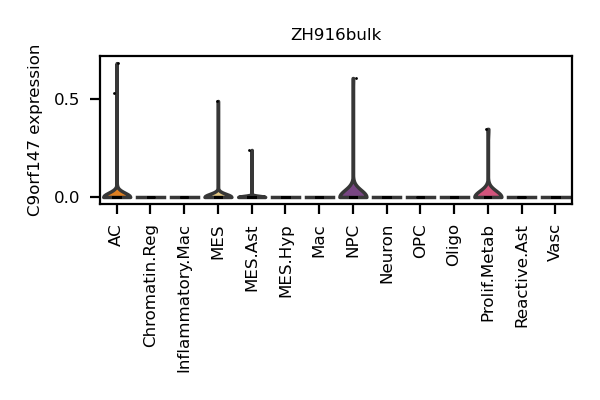 ZH916bulk
C9orf147 expression
0.5
0.0
AC
Chromatin.Reg
Inflammatory.Mac
MES
MES.Ast
MES.Hyp
Mac
NPC
Neuron
OPC
Oligo
Prolif.Metab
Reactive.Ast
Vasc